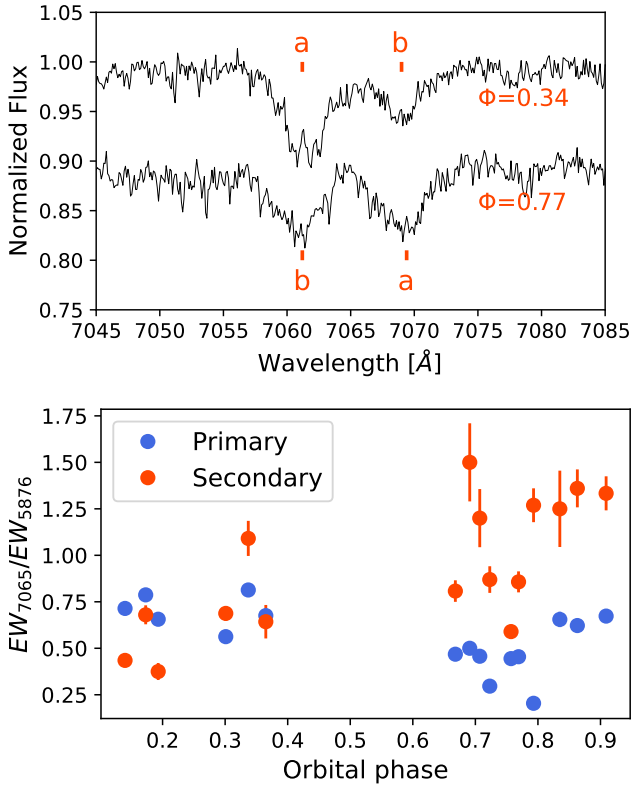 1.05
1.00
0.95
0.90
0.85
0.80
0.75
Normalized Flux
a b
Φ=0.34
Φ=0.77
b a
7045 7050 7055 7060 7065 7070 7075 7080 7085
Wavelength [Å]
1.75
1.50
1.25
1.00
0.75
0.50
0.25
EW7065/EW5876
Primary
Secondary
0.2 0.3 0.4 0.5 0.6 0.7 0.8 0.9
Orbital phase